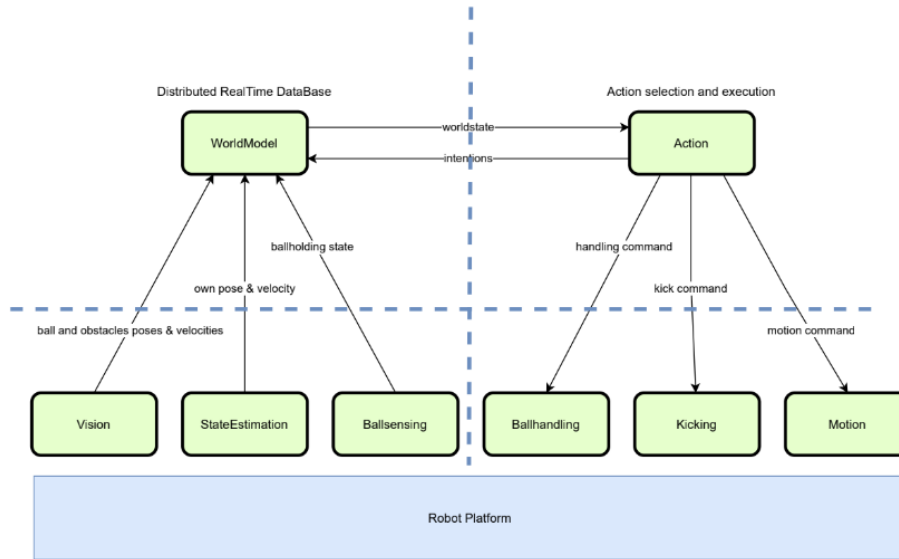 Distributed RealTime DataBase
Action selection and execution
WorldModel
worldstate
intentions
Action
ballholding state
handling command
own pose & velocity
kick command
ball and obstacles poses & velocities
motion command
Vision
StateEstimation
Ballsensing
Ballhandling
Kicking
Motion
Robot Platform